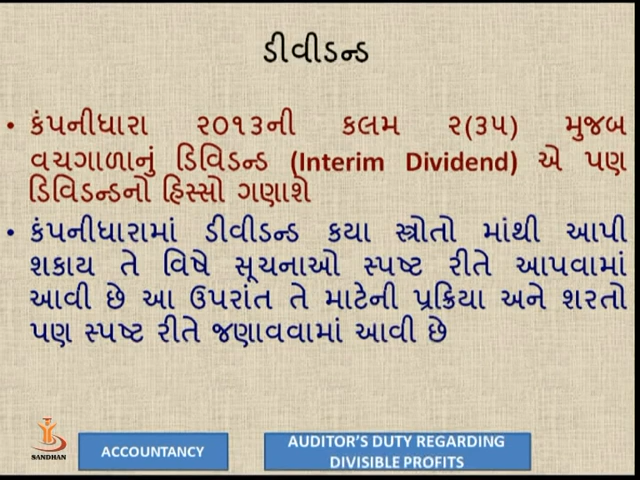 ડીવીડન્ડ
• કંપનીધારા ૨૦૧૩ની કલમ ૨(૩૫) મુજબ
વચગાળાનું ડિવિડન્ડ (Interim Dividend) એ પણ
ડિવિડન્ડનો હિસ્સો ગણાશે
• કંપનીધારામાં ડીવીડન્ડ કયા સ્ત્રોતો માંથી આપી
શકાય તે વિષે સૂચનાઓ સ્પષ્ટ રીતે આપવામાં
આવી છે આ ઉપરાંત તે માટેની પ્રક્રિયા અને શરતો
પણ સ્પષ્ટ રીતે જણાવવામાં આવી છે
SANDHAN
ACCOUNTANCY
AUDITOR'S DUTY REGARDING
DIVISIBLE PROFITS